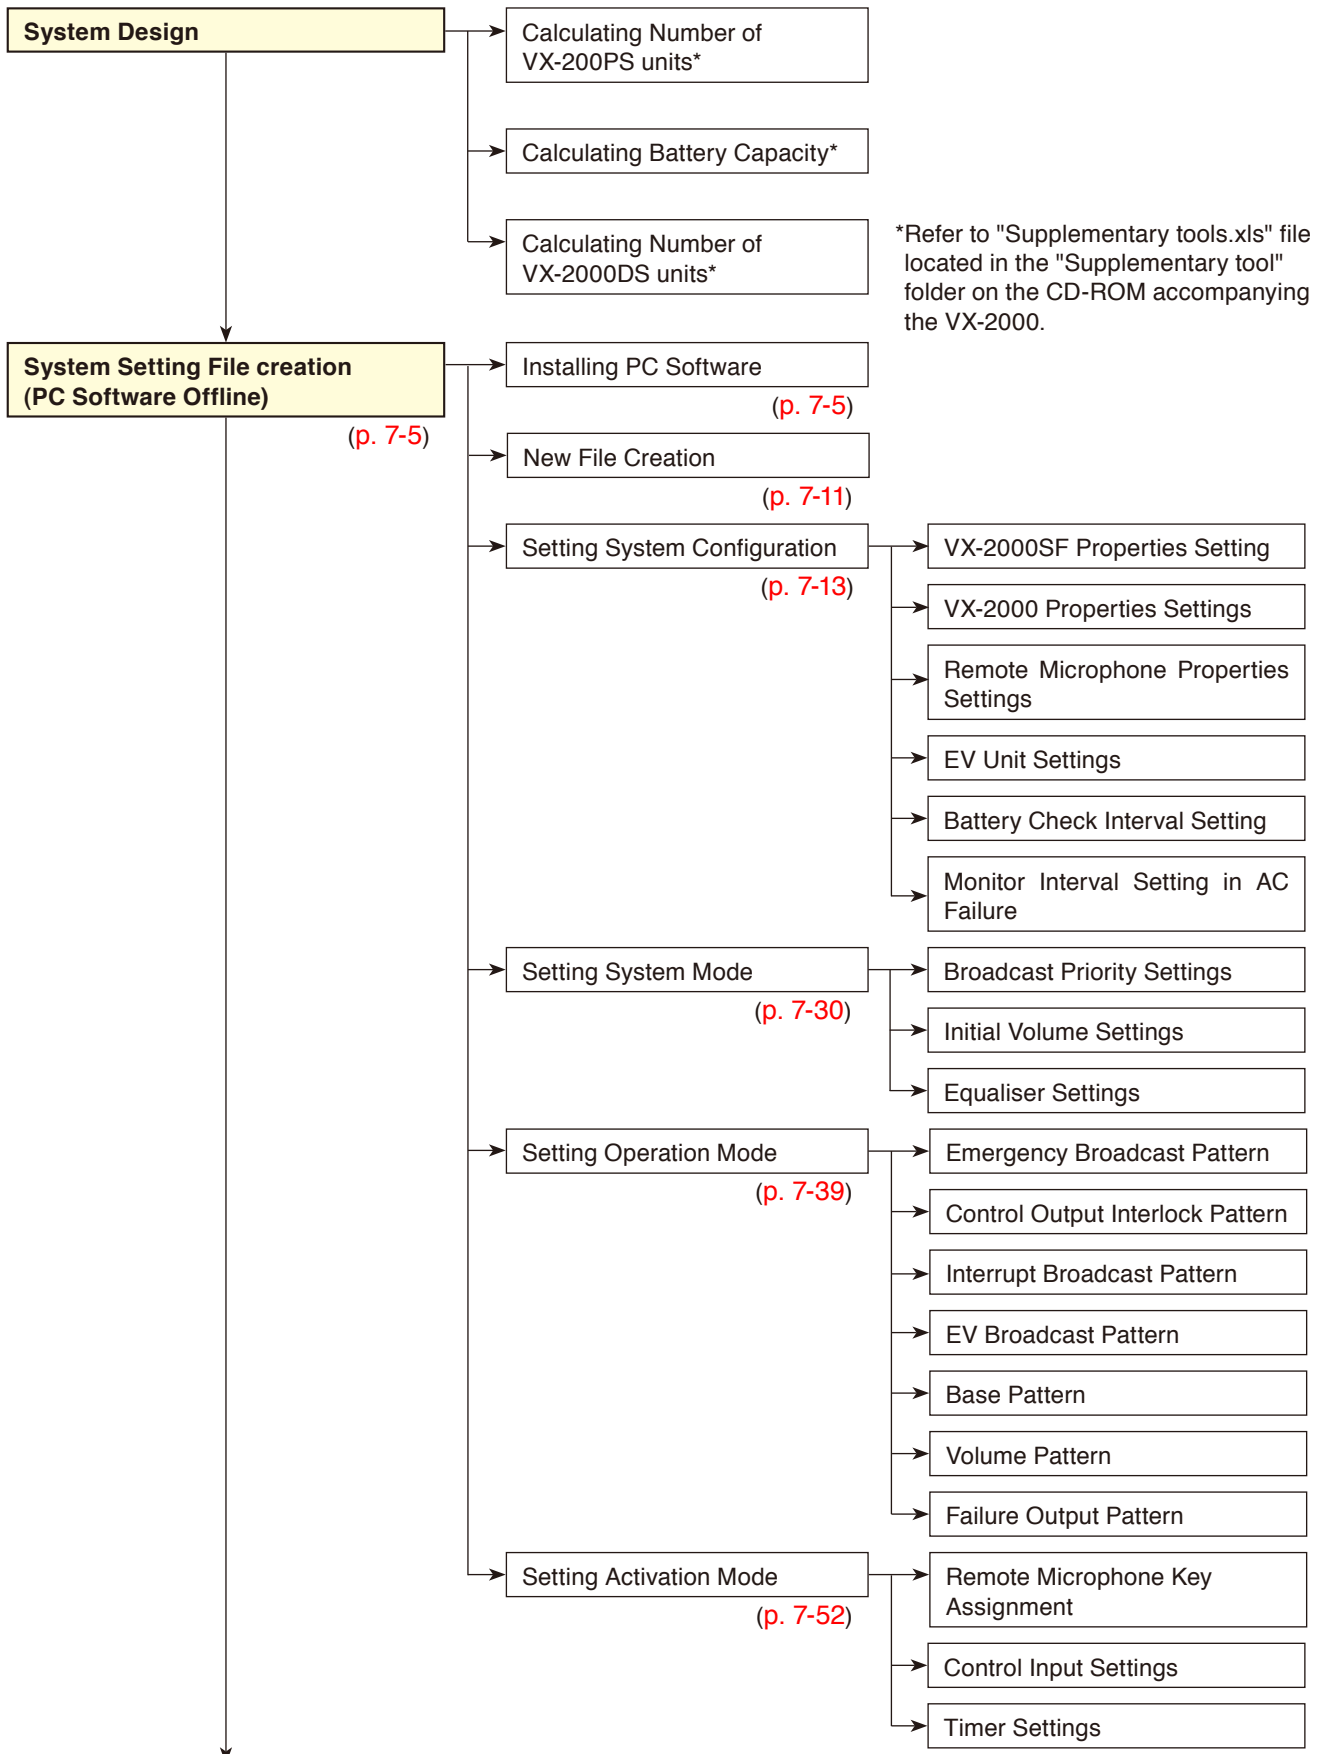 System Design
Calculating Number of
VX-200PS units*
Calculating Battery Capacity*
Calculating Number of
VX-2000DS units*
*Refer to "Supplementary tools.xls" file
located in the "Supplementary tool"
folder on the CD-ROM accompanying
the VX-2000.
System Setting File creation
(PC Software Offline)
(p. 7-5)
Installing PC Software
(p. 7-5)
New File Creation
(p. 7-11)
Setting System Configuration
(p. 7-13)
VX-2000SF Properties Setting
VX-2000 Properties Settings
Remote Microphone Properties
Settings
EV Unit Settings
Battery Check Interval Setting
Monitor Interval Setting in AC
Failure
Setting System Mode
(p. 7-30)
Broadcast Priority Settings
Initial Volume Settings
Equaliser Settings
Setting Operation Mode
(p. 7-39)
Emergency Broadcast Pattern
Control Output Interlock Pattern
Interrupt Broadcast Pattern
EV Broadcast Pattern
Base Pattern
Volume Pattern
Failure Output Pattern
Setting Activation Mode
(p. 7-52)
Remote Microphone Key
Assignment
Control Input Settings
Timer Settings